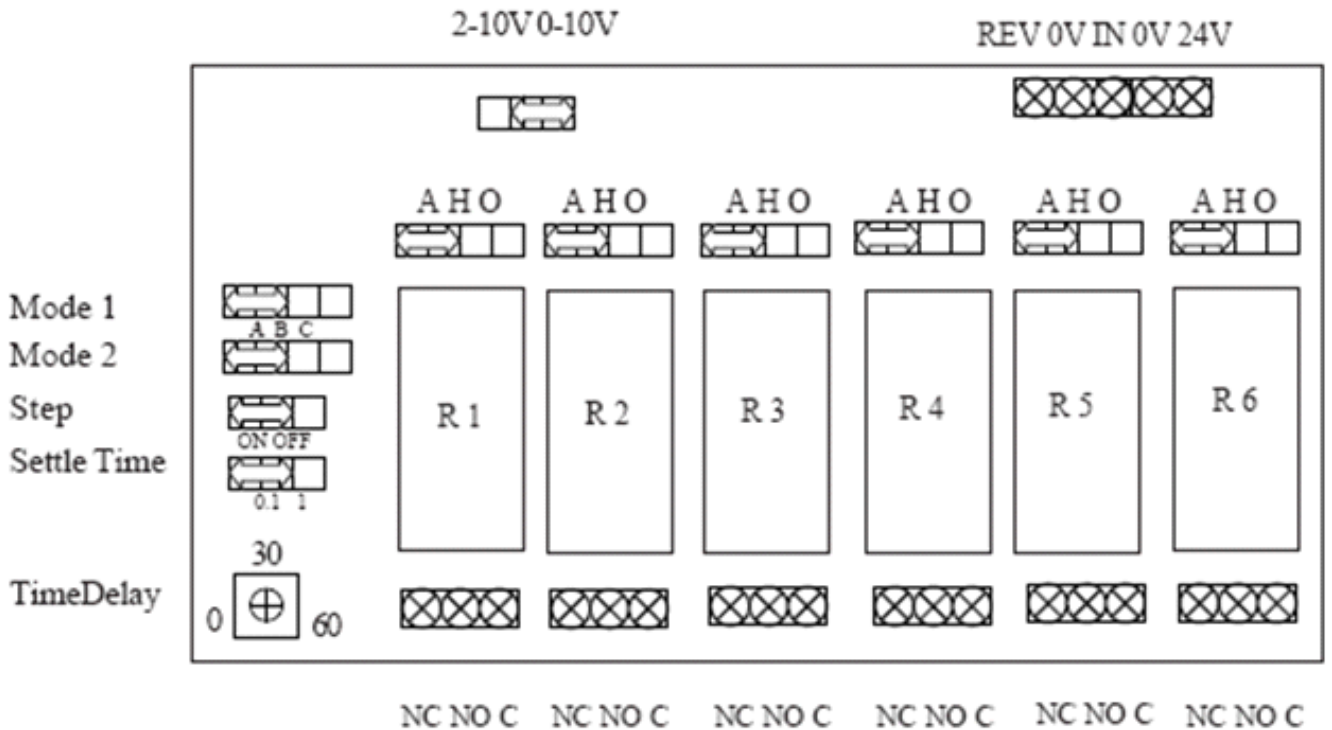 2-10V 0-10V
REV 0V IN 0V 24V
A H O A H O A H O A H O A H O A H O
Mode 1
A B C
Mode 2
Step
ON OFF
Settle Time
0.1 1
R 1 R 2 R 3 R 4 R 5 R 6
30
TimeDelay
0 60
NC NO C NC NO C NC NO C NC NO C NC NO C NC NO C